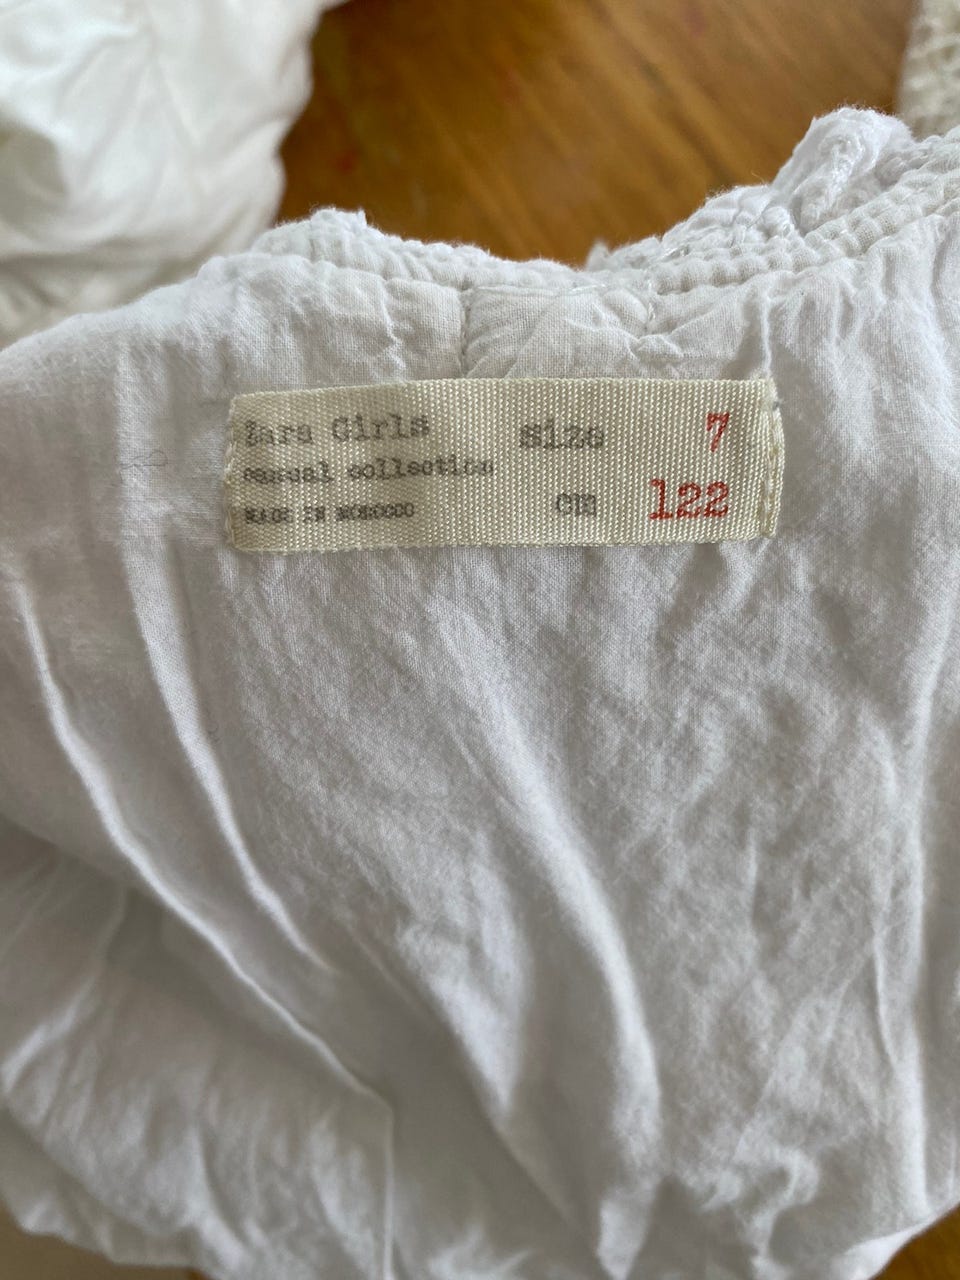 Zara Girls
casual collection
MADE IN MOROCCO
size 7
cm 122